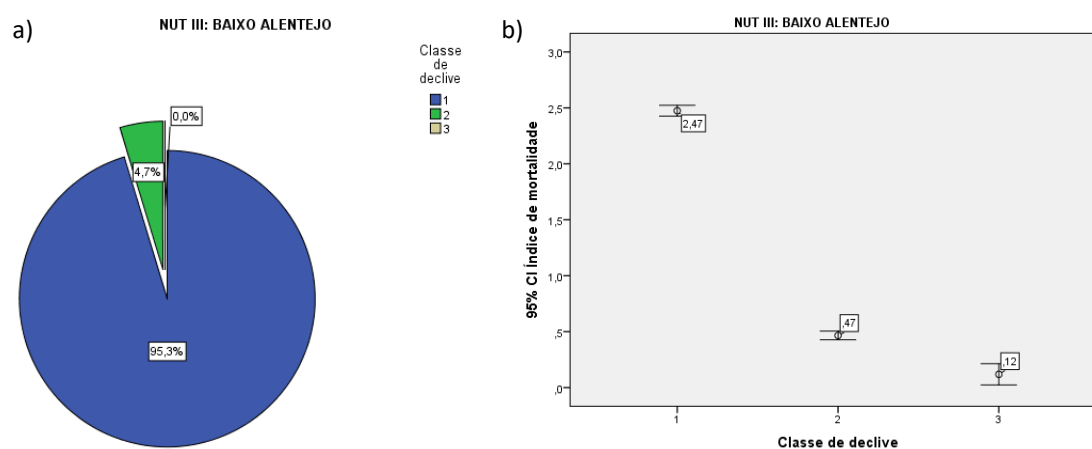 a)
NUT III: BAIXO ALENTEJO
Classe
de
declive
1
2
3
0,0%
4,7%
95,3%
b)
NUT III: BAIXO ALENTEJO
95% CI Índice de mortalidade
3,0
2,5
2,0
1,5
1,0
,5
,0
2,47
,47
,12
1
2
3
Classe de declive